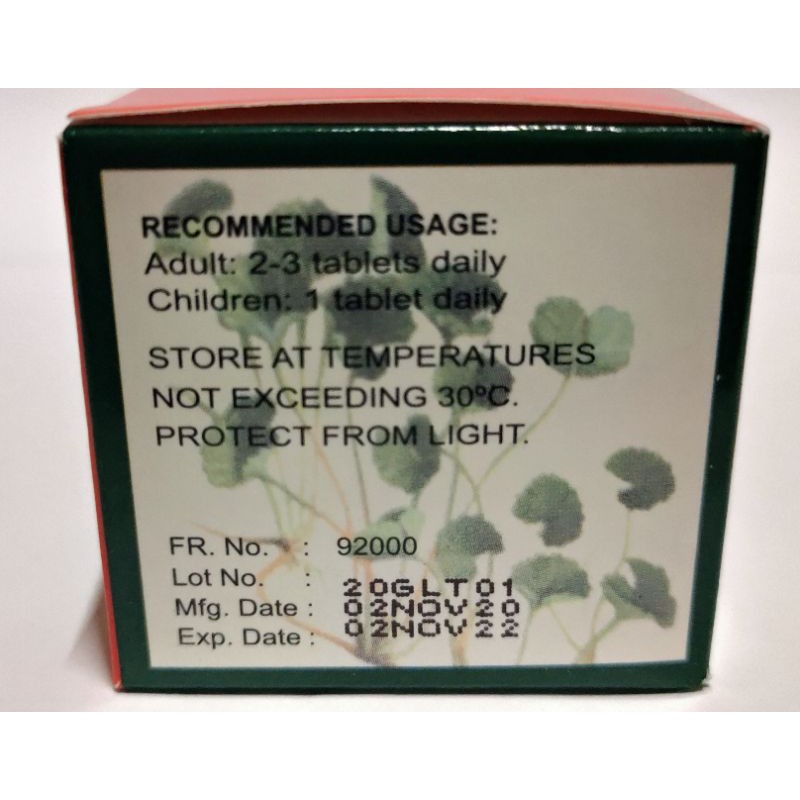 RECOMMENDED USAGE:
Adult: 2-3 tablets daily
Children: 1 tablet daily
STORE AT TEMPERATURES
NOT EXCEEDING 30ºC.
PROTECT FROM LIGHT.
FR. No. : 92000
Lot No. : 20GLT01
Mfg. Date : 02NOV20
Exp. Date : 02NOV22